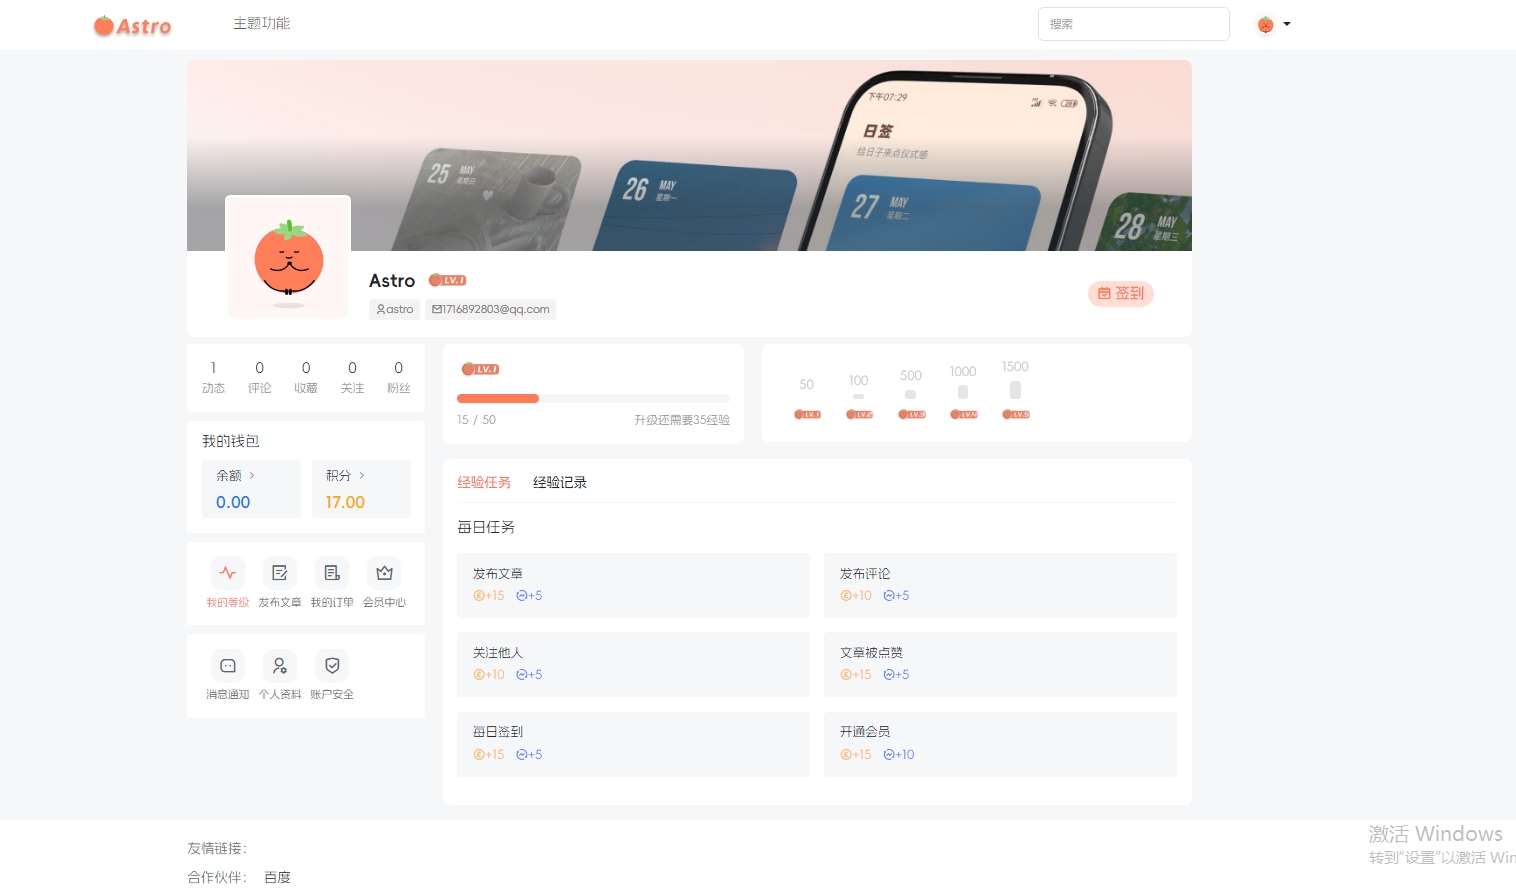 Astro
主题功能
搜索
下午07:29
日签
给日子来点仪式感
25 MAY 星期日
26 MAY 星期一
27 MAY 星期二
28 MAY 星期三
Astro LV.1
astro 1716892803@qq.com
签到
1 0 0 0 0
动态 评论 收藏 关注 粉丝
LV.1
15 / 50 升级还需要35经验
50 100 500 1000 1500
LV.1 LV.2 LV.3 LV.4 LV.5
我的钱包
余额 > 积分 >
0.00 17.00
我的等级 发布文章 我的订单 会员中心
消息通知 个人资料 账户安全
经验任务 经验记录
每日任务
发布文章
+15 +5
发布评论
+10 +5
关注他人
+10 +5
文章被点赞
+15 +5
每日签到
+15 +5
开通会员
+15 +10
友情链接：
合作伙伴： 百度
激活 Windows
转到"设置"以激活 Win